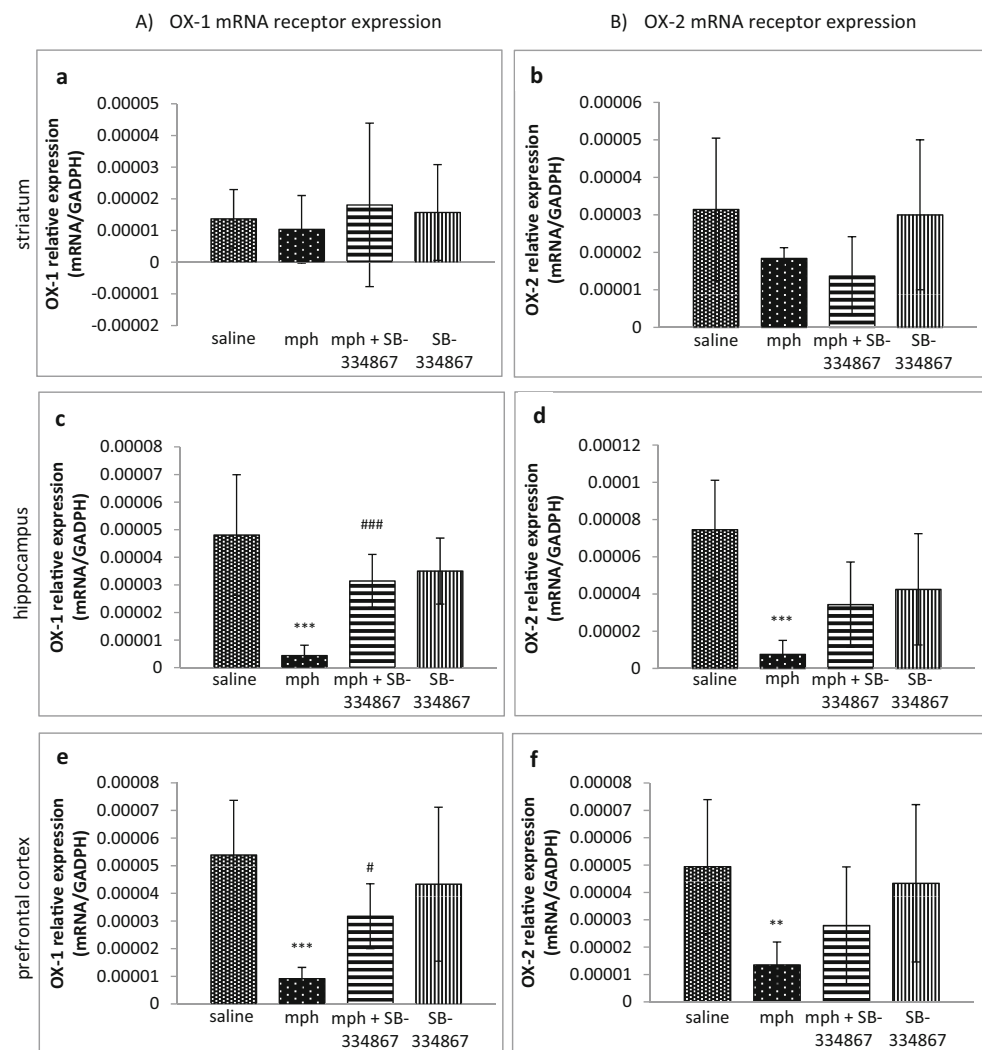 A) OX-1 mRNA receptor expression
B) OX-2 mRNA receptor expression
striatum
a
OX-1 relative expression
(mRNA/GADPH)
0.00005
0.00004
0.00003
0.00002
0.00001
0
-0.00001
-0.00002
saline
mph
mph + SB-
334867
SB-
334867
b
OX-2 relative expression
(mRNA/GADPH)
0.00006
0.00005
0.00004
0.00003
0.00002
0.00001
0
saline
mph
mph + SB-
334867
SB-
334867
hippocampus
c
OX-1 relative expression
(mRNA/GADPH)
0.00008
0.00007
0.00006
0.00005
0.00004
0.00003
0.00002
0.00001
0
***
###
saline
mph
mph + SB-
334867
SB-
334867
d
OX-2 relative expression
(mRNA/GADPH)
0.00012
0.0001
0.00008
0.00006
0.00004
0.00002
0
***
saline
mph
mph + SB-
334867
SB-
334867
prefrontal cortex
e
OX-1 relative expression
(mRNA/GADPH)
0.00008
0.00007
0.00006
0.00005
0.00004
0.00003
0.00002
0.00001
0
***
#
saline
mph
mph + SB-
334867
SB-
334867
f
OX-2 relative expression
(mRNA/GADPH)
0.00008
0.00007
0.00006
0.00005
0.00004
0.00003
0.00002
0.00001
0
**
saline
mph
mph + SB-
334867
SB-
334867